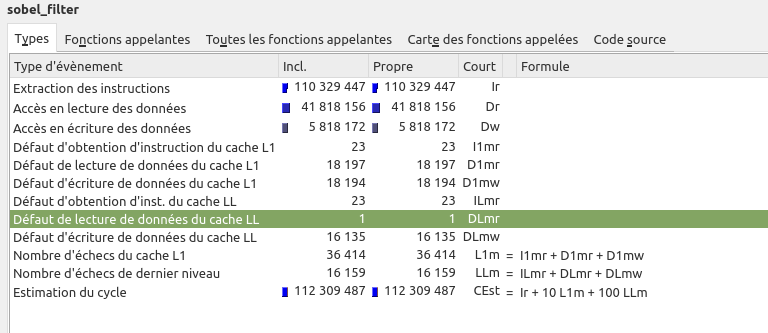 sobel_filter
Types Fonctions appelantes Toutes les fonctions appelantes Carte des fonctions appelées Code source
Type d'évènement Incl. Propre Court Formule
Extraction des instructions 110 329 447 110 329 447 Ir
Accès en lecture des données 41 818 156 41 818 156 Dr
Accès en écriture des données 5 818 172 5 818 172 Dw
Défaut d'obtention d'instruction du cache L1 23 23 I1mr
Défaut de lecture de données du cache L1 18 197 18 197 D1mr
Défaut d'écriture de données du cache L1 18 194 18 194 D1mw
Défaut d'obtention d'inst. du cache LL 23 23 ILmr
Défaut de lecture de données du cache LL 1 1 DLmr
Défaut d'écriture de données du cache LL 16 135 16 135 DLmw
Nombre d'échecs du cache L1 36 414 36 414 L1m = I1mr + D1mr + D1mw
Nombre d'échecs de dernier niveau 16 159 16 159 LLm = ILmr + DLmr + DLmw
Estimation du cycle 112 309 487 112 309 487 CEst = Ir + 10 L1m + 100 LLm